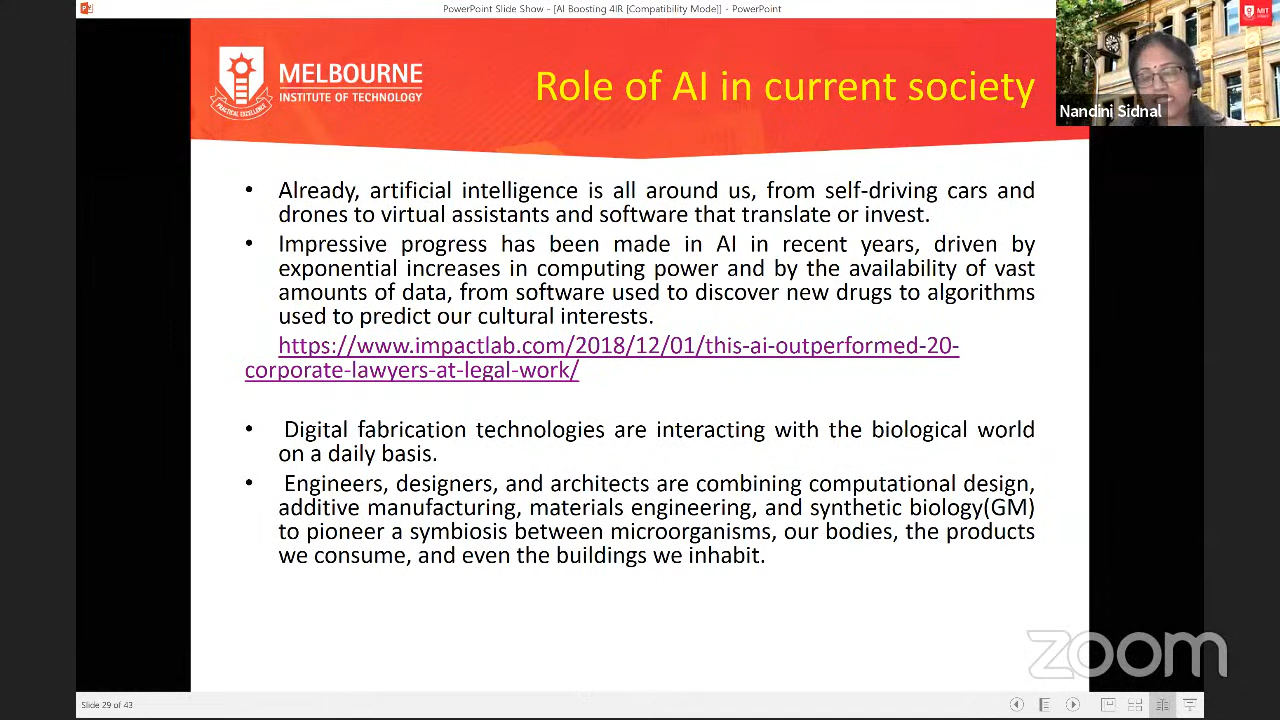 PowerPoint Slide Show - [AI Boosting 4IR [Compatibility Mode]] - PowerPoint
MIT
MELBOURNE
INSTITUTE OF TECHNOLOGY
PRACTICAL EXCELLENCE
Role of AI in current society
Nandini Sidnal
• Already, artificial intelligence is all around us, from self-driving cars and
drones to virtual assistants and software that translate or invest.
• Impressive progress has been made in AI in recent years, driven by
exponential increases in computing power and by the availability of vast
amounts of data, from software used to discover new drugs to algorithms
used to predict our cultural interests.
https://www.impactlab.com/2018/12/01/this-ai-outperformed-20-
corporate-lawyers-at-legal-work/
• Digital fabrication technologies are interacting with the biological world
on a daily basis.
• Engineers, designers, and architects are combining computational design,
additive manufacturing, materials engineering, and synthetic biology(GM)
to pioneer a symbiosis between microorganisms, our bodies, the products
we consume, and even the buildings we inhabit.
zoom
Slide 29 of 43